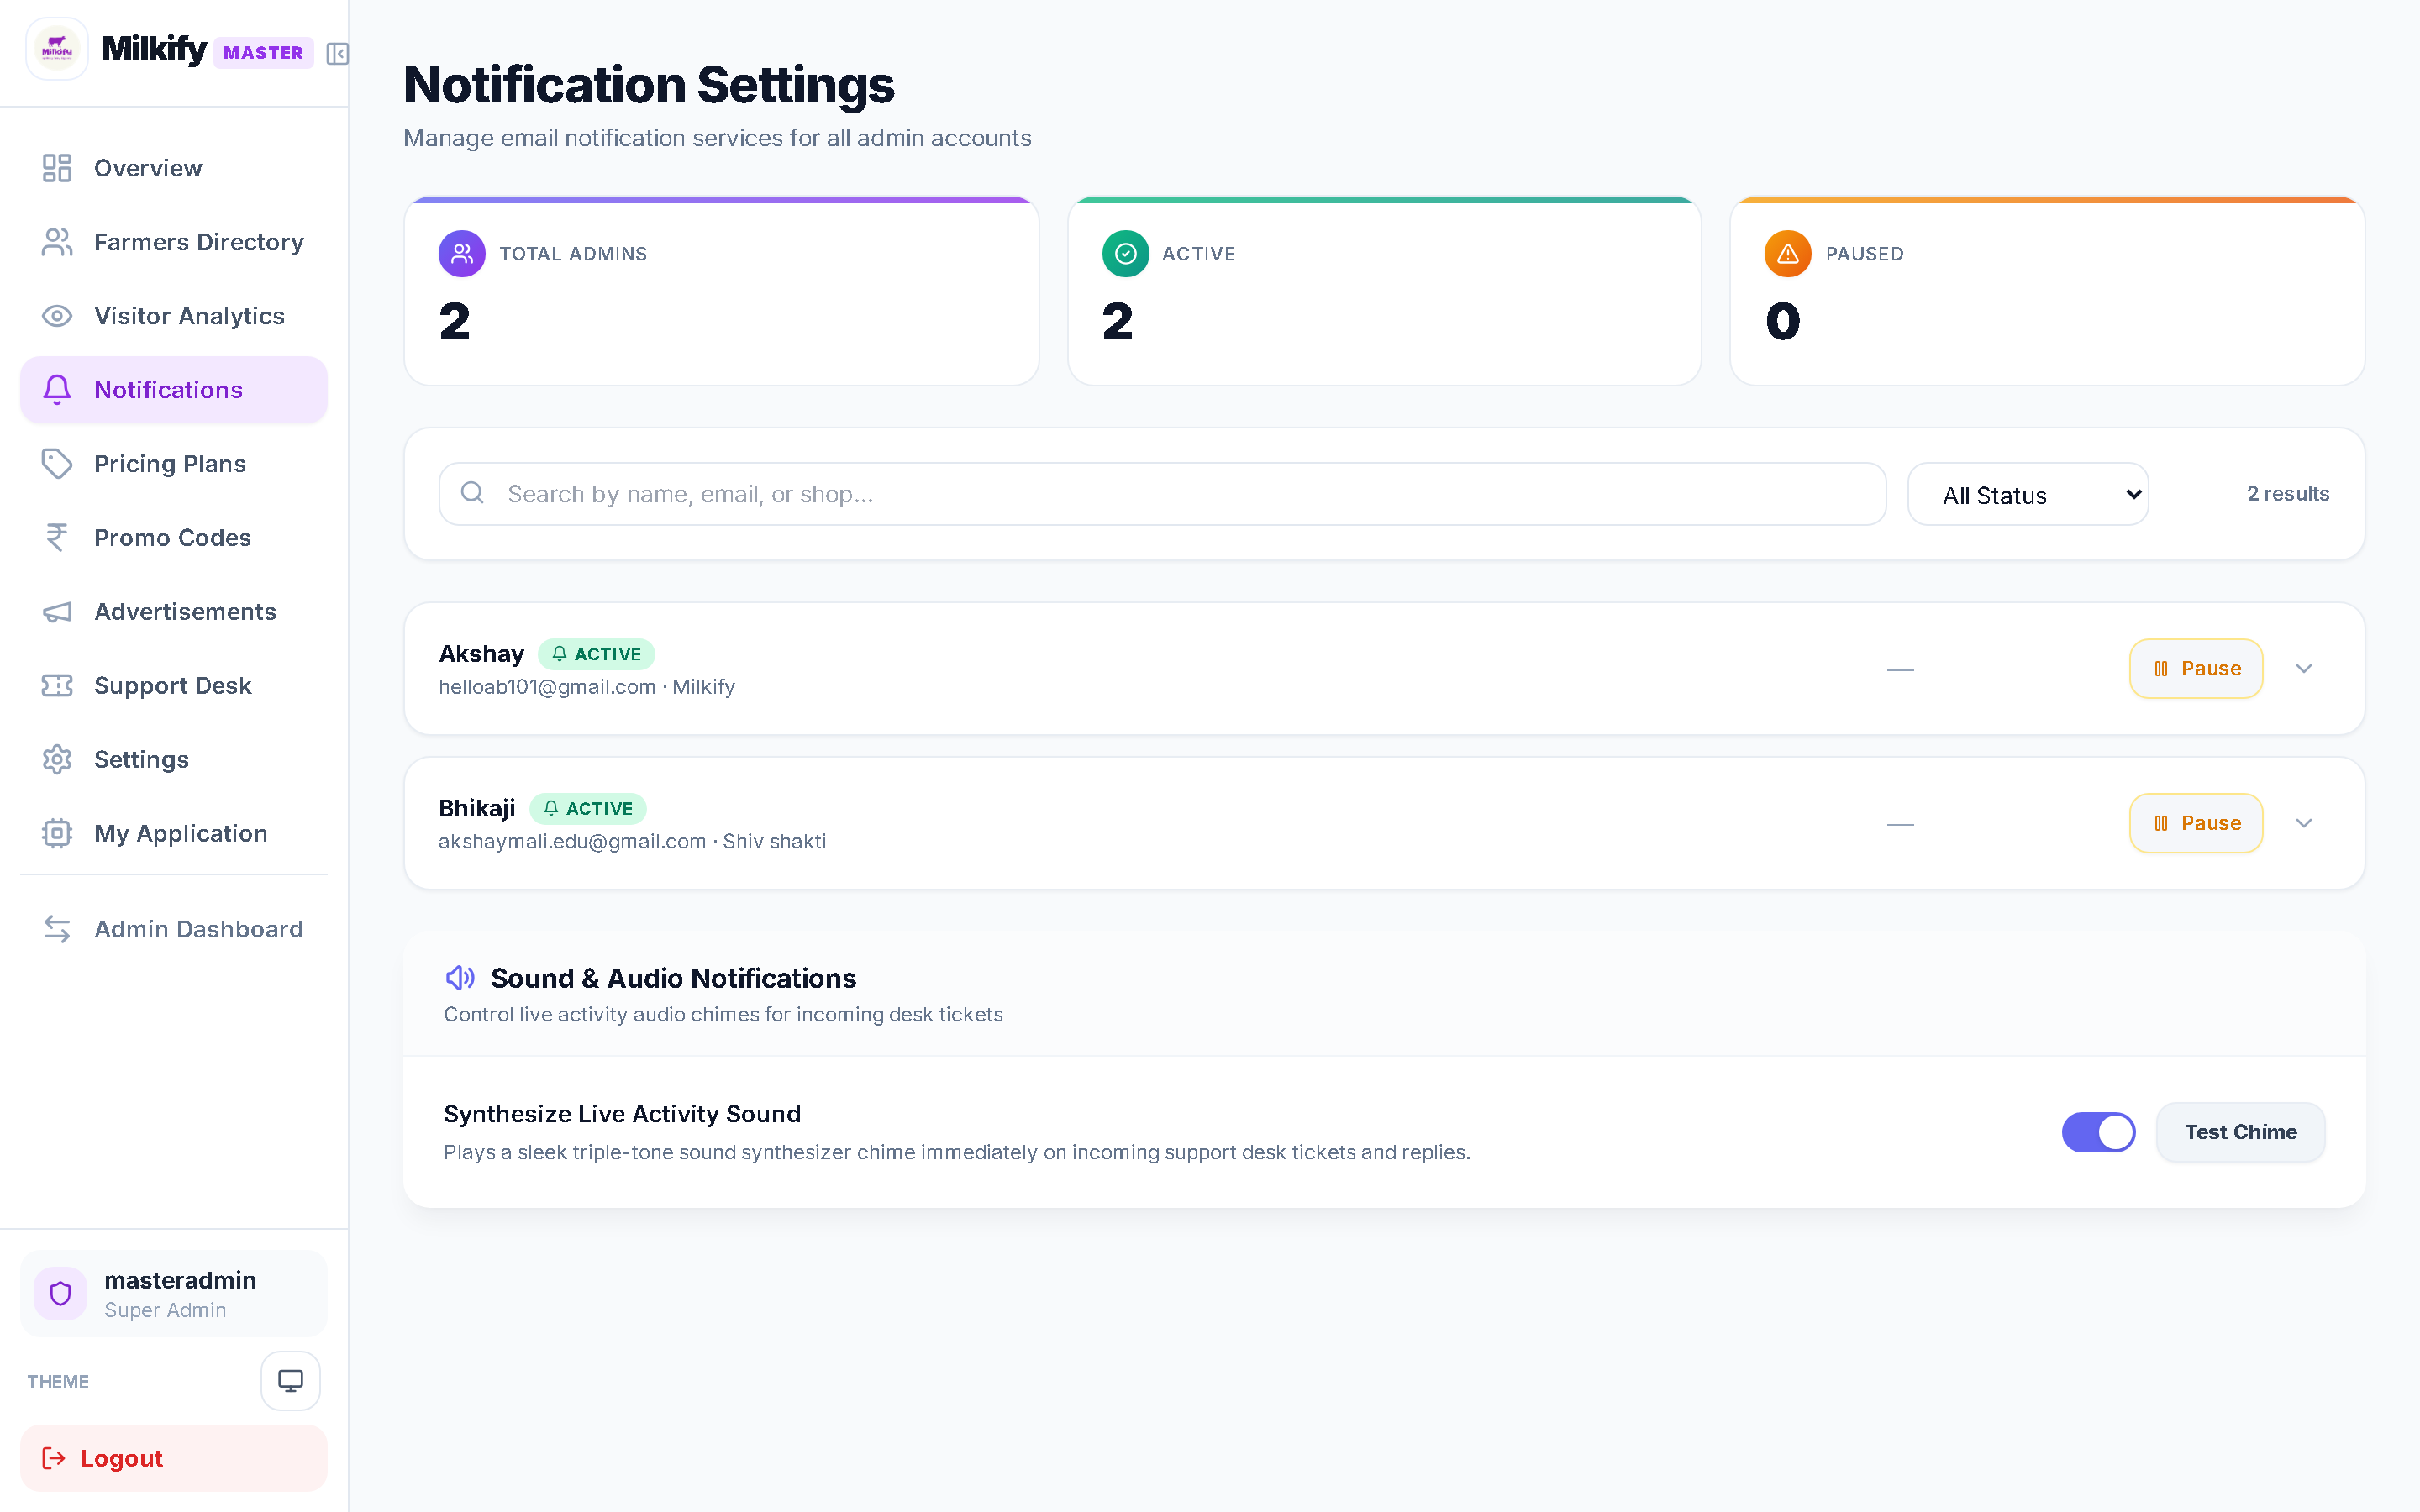 Milkify MASTER
Overview
Farmers Directory
Visitor Analytics
Notifications
Pricing Plans
Promo Codes
Advertisements
Support Desk
Settings
My Application
Admin Dashboard
masteradmin
Super Admin
THEME
Logout
Notification Settings
Manage email notification services for all admin accounts
TOTAL ADMINS
2
ACTIVE
2
PAUSED
0
Search by name, email, or shop...
All Status
2 results
Akshay ACTIVE
helloab101@gmail.com · Milkify
—
Pause
Bhikaji ACTIVE
akshaymali.edu@gmail.com · Shiv shakti
—
Pause
Sound & Audio Notifications
Control live activity audio chimes for incoming desk tickets
Synthesize Live Activity Sound
Plays a sleek triple-tone sound synthesizer chime immediately on incoming support desk tickets and replies.
Test Chime